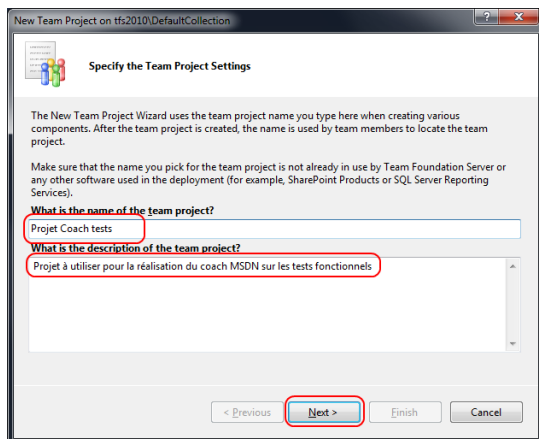 New Team Project on tfs2010\DefaultCollection
Specify the Team Project Settings
The New Team Project Wizard uses the team project name you type here when creating various
components. After the team project is created, the name is used by team members to locate the team
project.
Make sure that the name you pick for the team project is not already in use by Team Foundation Server or
any other software used in the deployment (for example, SharePoint Products or SQL Server Reporting
Services).
What is the name of the team project?
Projet Coach tests
What is the description of the team project?
Projet à utiliser pour la réalisation du coach MSDN sur les tests fonctionnels
< Previous Next > Finish Cancel